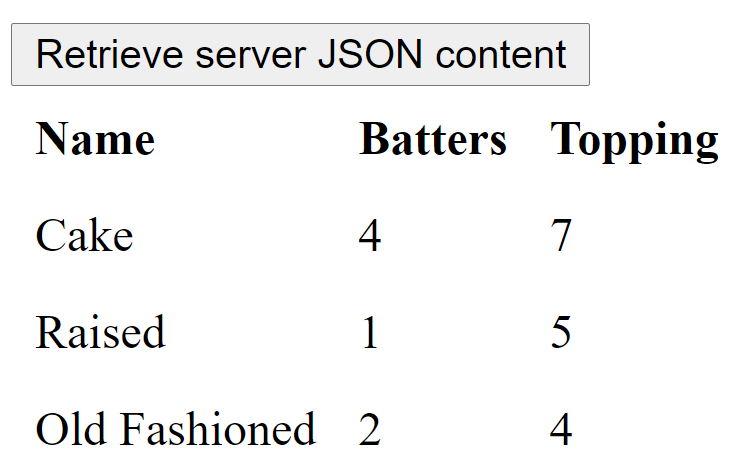 Retrieve server JSON content
Name Batters Topping
Cake 4 7
Raised 1 5
Old Fashioned 2 4